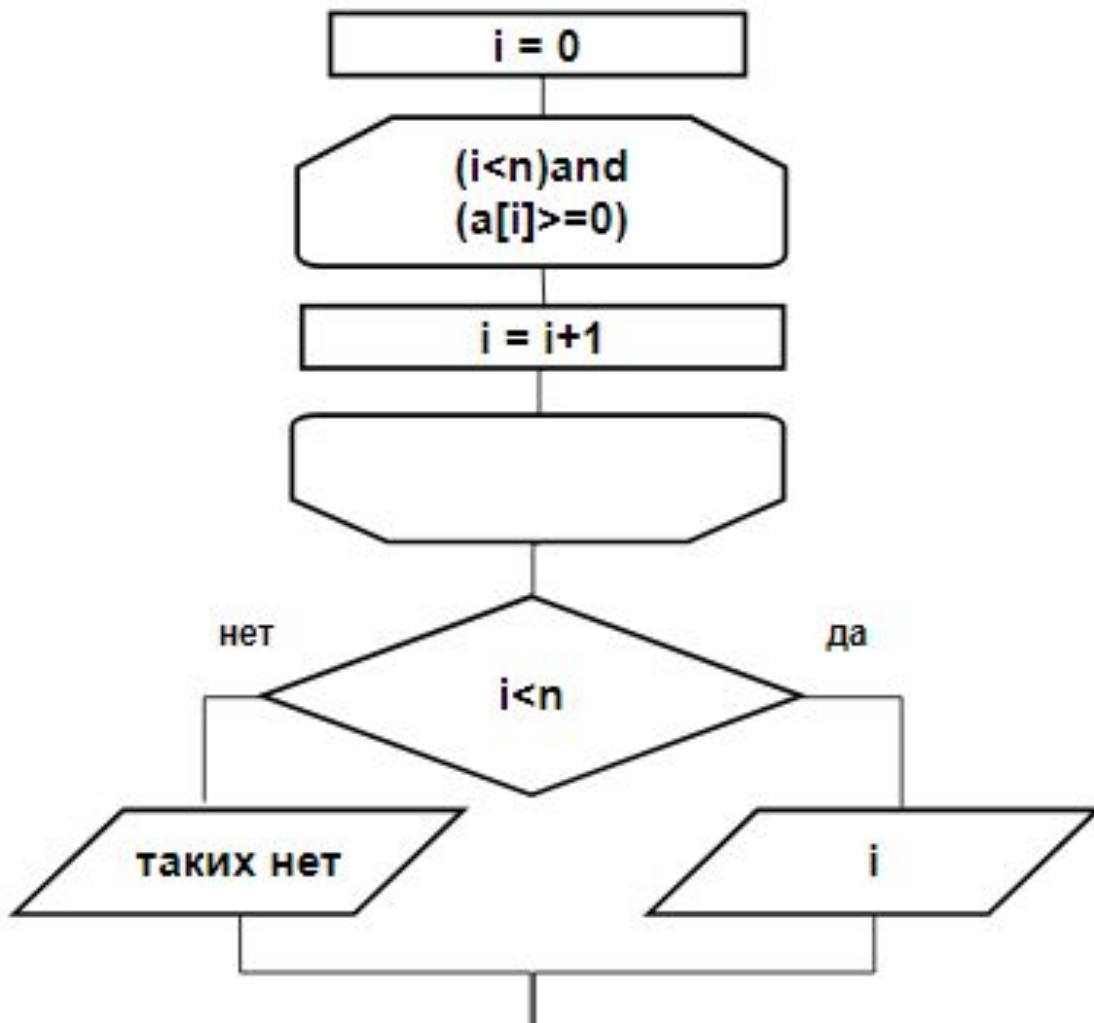 i = 0
(i<n)and
(a[i]>=0)
i = i+1
нет
да
i<n
таких нет
i